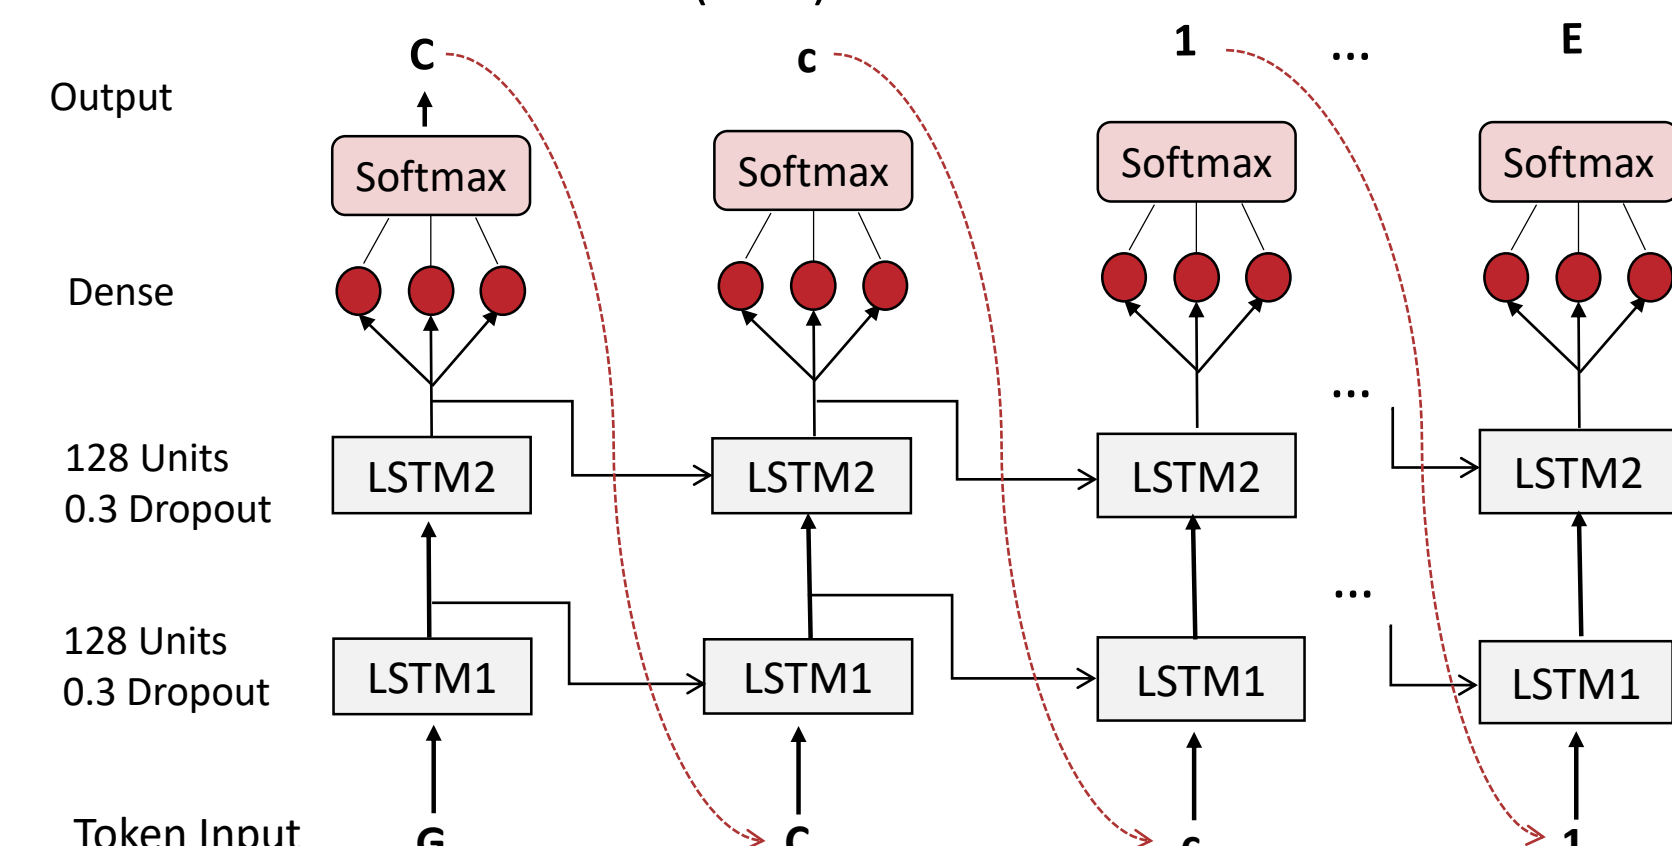 C c 1 ... E
Output
Softmax Softmax Softmax Softmax
Dense
...
128 Units
0.3 Dropout
LSTM2 LSTM2 LSTM2 LSTM2
...
128 Units
0.3 Dropout
LSTM1 LSTM1 LSTM1 LSTM1
Token Input G C c 1